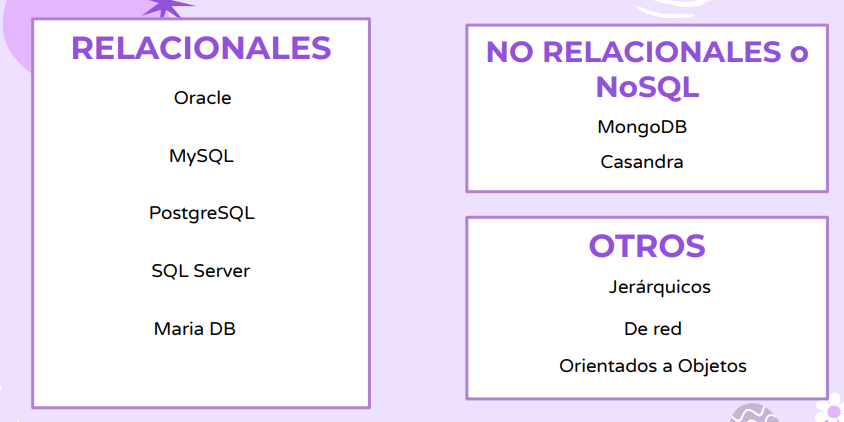 RELACIONALES
Oracle
MySQL
PostgreSQL
SQL Server
Maria DB
NO RELACIONALES o
NoSQL
MongoDB
Casandra
OTROS
Jerárquicos
De red
Orientados a Objetos